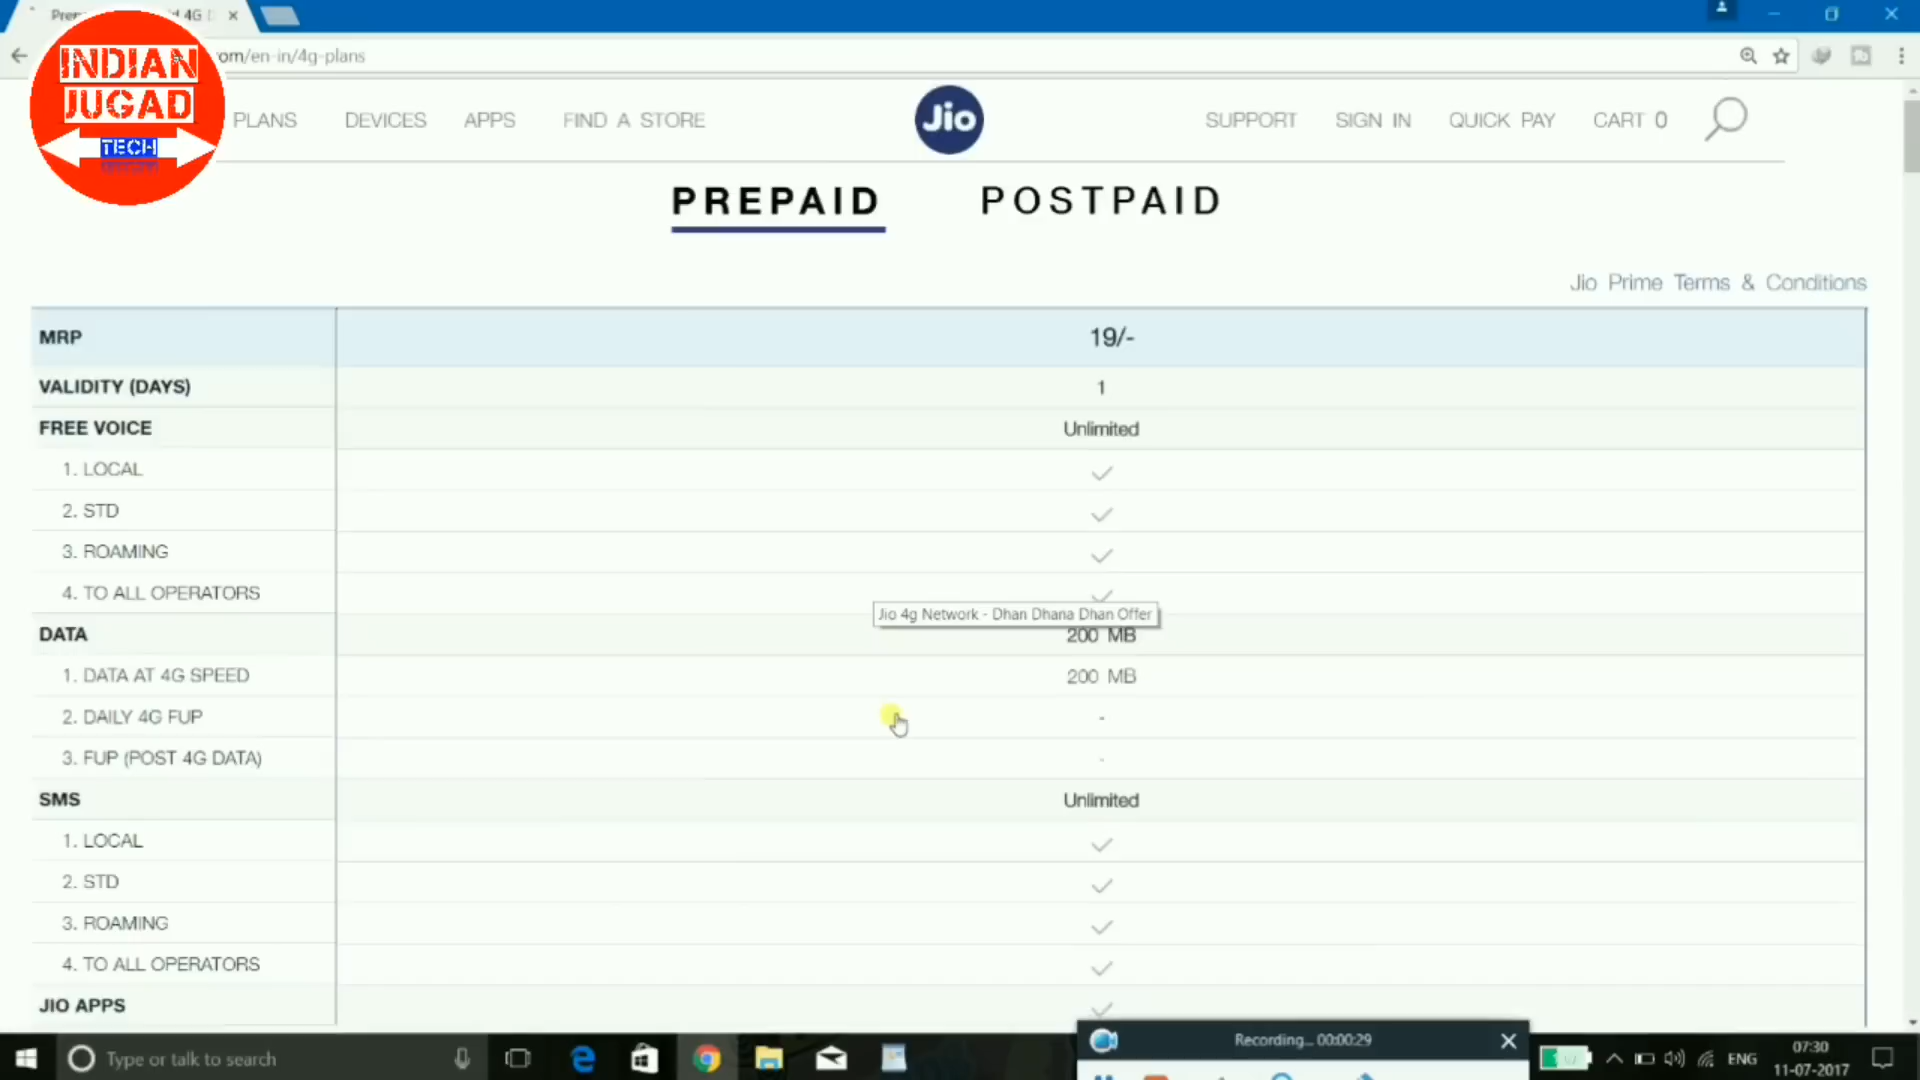 INDIAN
JUGAD
TECH
4G
om/en-in/4g-plans
PLANS DEVICES APPS FIND A STORE Jio SUPPORT SIGN IN QUICK PAY CART 0
PREPAID POSTPAID
Jio Prime Terms & Conditions
MRP 19/-
VALIDITY (DAYS) 1
FREE VOICE Unlimited
1. LOCAL
2. STD
3. ROAMING
4. TO ALL OPERATORS
Jio 4g Network - Dhan Dhana Dhan Offer
DATA 200 MB
1. DATA AT 4G SPEED 200 MB
2. DAILY 4G FUP -
3. FUP (POST 4G DATA) -
SMS Unlimited
1. LOCAL
2. STD
3. ROAMING
4. TO ALL OPERATORS
JIO APPS
Recording... 00:00:29
Type or talk to search
ENG
07:30
11-07-2017